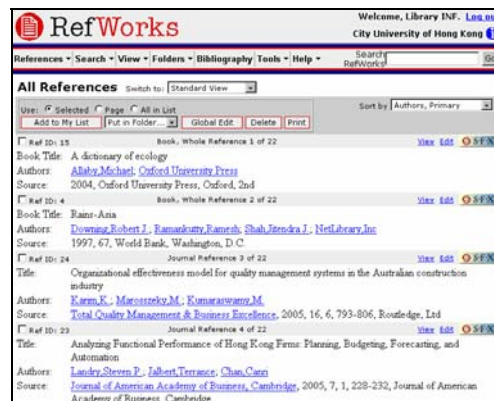 RefWorks
Welcome, Library INF. Log ou
City University of Hong Kong
References Search View Folders Bibliography Tools Help Search RefWorks Go
All References Switch to: Standard View
Use: Selected Page All in List Sort by Authors, Primary
Add to My List Put in Folder... Global Edit Delete Print
Ref ID: 15 Book, Whole Reference 1 of 22 View Edit SFX
Book Title: A dictionary of ecology
Authors: Allaby,Michael; Oxford University Press
Source: 2004, Oxford University Press, Oxford, 2nd
Ref ID: 4 Book, Whole Reference 2 of 22 View Edit SFX
Book Title: Rains-Asia
Authors: Downing,Robert J.; Ramankutty,Ramesh; Shah,Jitendra J.; NetLibrary,Inc
Source: 1997, 67, World Bank, Washington, D.C.
Ref ID: 24 Journal Reference 3 of 22 View Edit SFX
Title: Organizational effectiveness model for quality management systems in the Australian construction
industry
Authors: Karim,K.; Marosszeky,M.; Kumaraswamy,M.
Source: Total Quality Management & Business Excellence, 2005, 16, 6, 793-806, Routledge, Ltd
Ref ID: 23 Journal Reference 4 of 22 View Edit SFX
Title: Analyzing Functional Performance of Hong Kong Firms: Planning, Budgeting, Forecasting, and
Automation
Authors: Landry,Steven P.; Jalbert,Terrance; Chan,Canri
Source: Journal of American Academy of Business, Cambridge, 2005, 7, 1, 228-232, Journal of American
Academy of Business, Cambridge